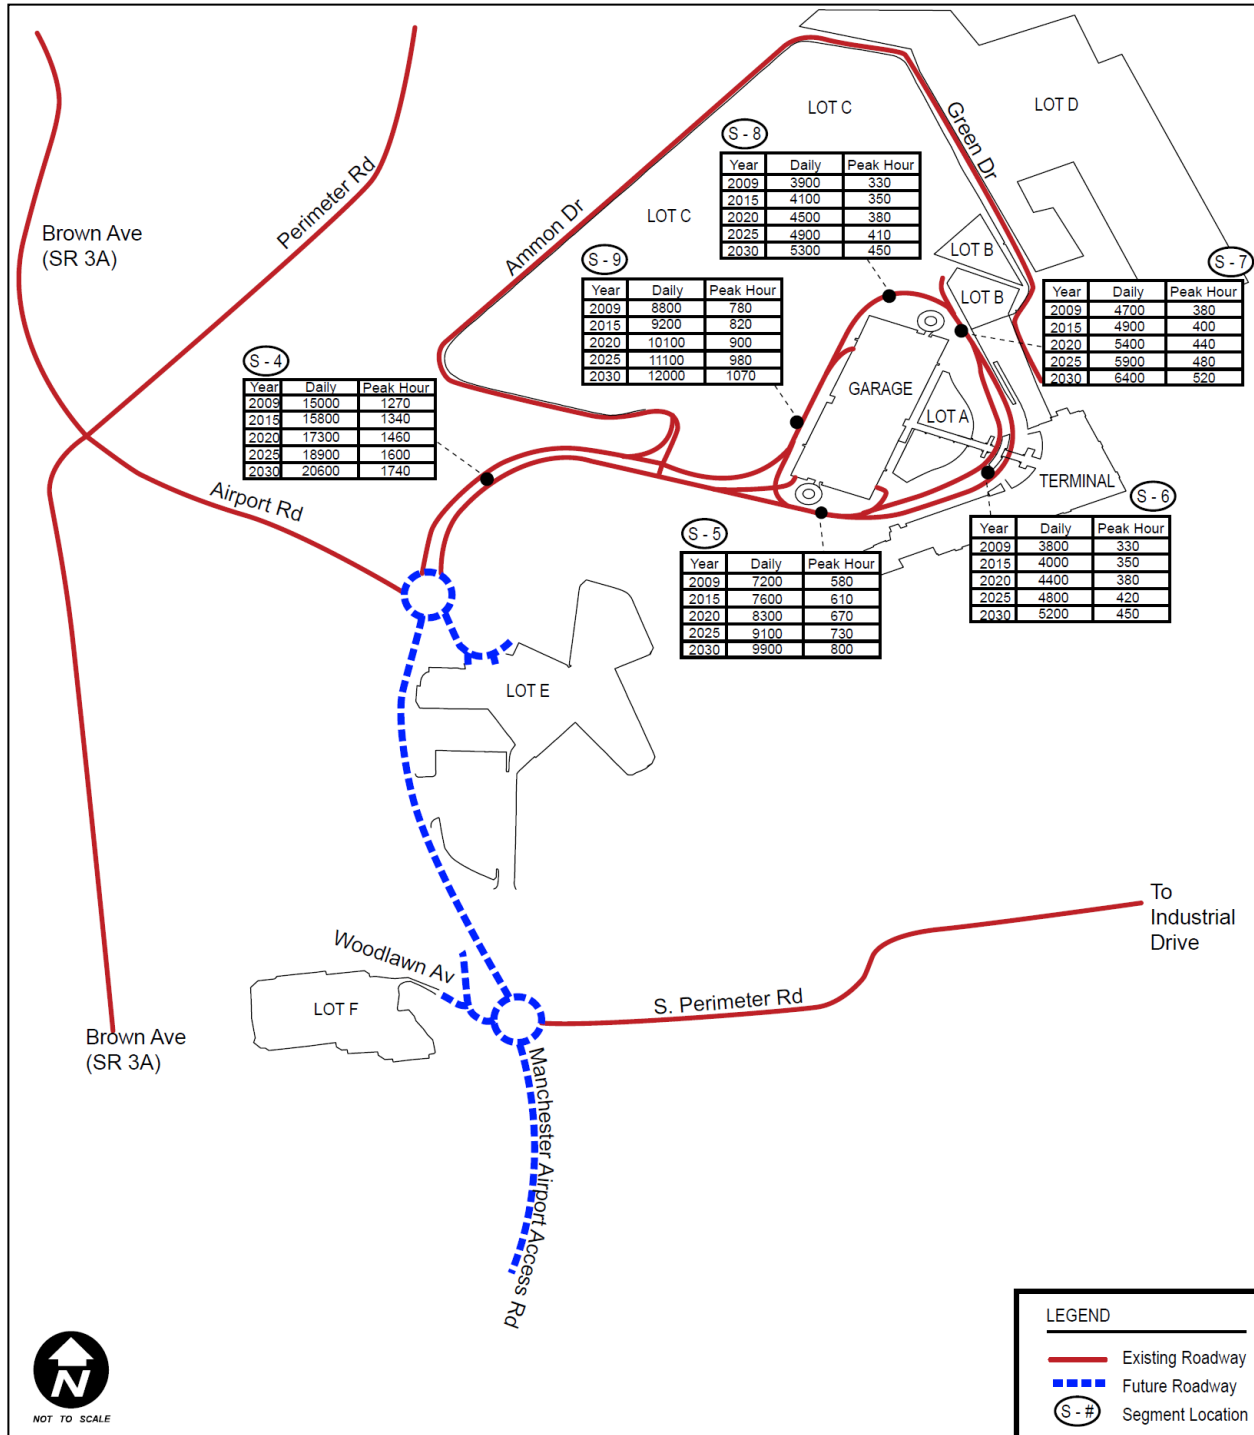 LOT C
LOT D
Green Dr
S - 8
Year Daily Peak Hour
2009 3900 330
2015 4100 350
2020 4500 380
2025 4900 410
2030 5300 450
Perimeter Rd
Ammon Dr
LOT C
Brown Ave
(SR 3A)
LOT B
LOT B
S - 9
Year Daily Peak Hour
2009 8800 780
2015 9200 820
2020 10100 900
2025 11100 980
2030 12000 1070
S - 7
Year Daily Peak Hour
2009 4700 380
2015 4900 400
2020 5400 440
2025 5900 480
2030 6400 520
S - 4
Year Daily Peak Hour
2009 15000 1270
2015 15800 1340
2020 17300 1460
2025 18900 1600
2030 20600 1740
GARAGE
LOT A
TERMINAL
Airport Rd
S - 6
Year Daily Peak Hour
2009 3800 330
2015 4000 350
2020 4400 380
2025 4800 420
2030 5200 450
S - 5
Year Daily Peak Hour
2009 7200 580
2015 7600 610
2020 8300 670
2025 9100 730
2030 9900 800
LOT E
To
Industrial
Drive
Woodlawn Av
LOT F
S. Perimeter Rd
Brown Ave
(SR 3A)
Manchester Airport Access Rd
N
NOT TO SCALE
LEGEND
Existing Roadway
Future Roadway
S - # Segment Location